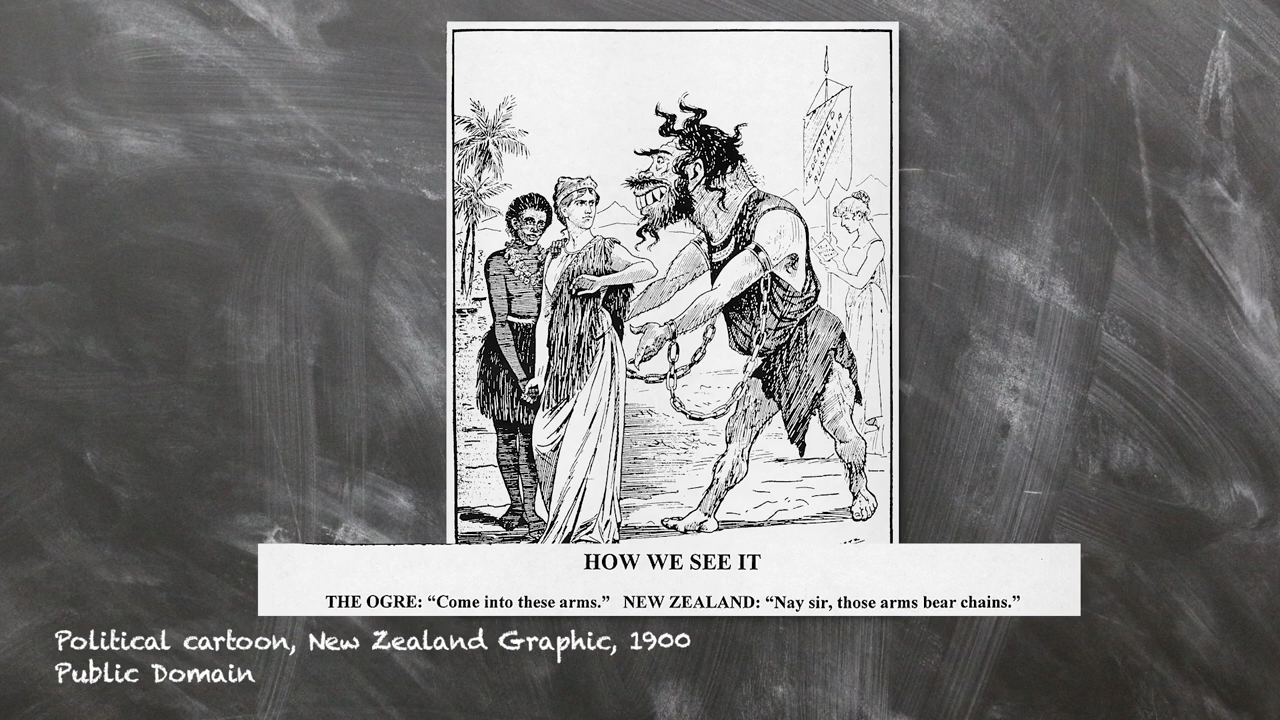 HOW WE SEE IT
THE OGRE: “Come into these arms.” NEW ZEALAND: “Nay sir, those arms bear chains.”
Political cartoon, New Zealand Graphic, 1900
Public Domain